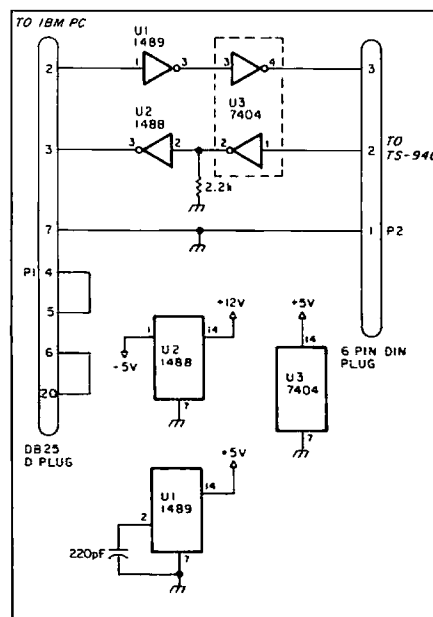 TO IBM PC
U1
1489
2
1
3
3
4
3
U2
1488
U3
7404
3
3
2
2
1
2
TO
TS-940
2.2k
7
1
P2
P1
4
5
6
20
+12V
+5V
1
14
U2
1488
-5V
7
14
U3
7404
7
6 PIN DIN
PLUG
DB25
D PLUG
+5V
14
U1
1489
2
220pF
7